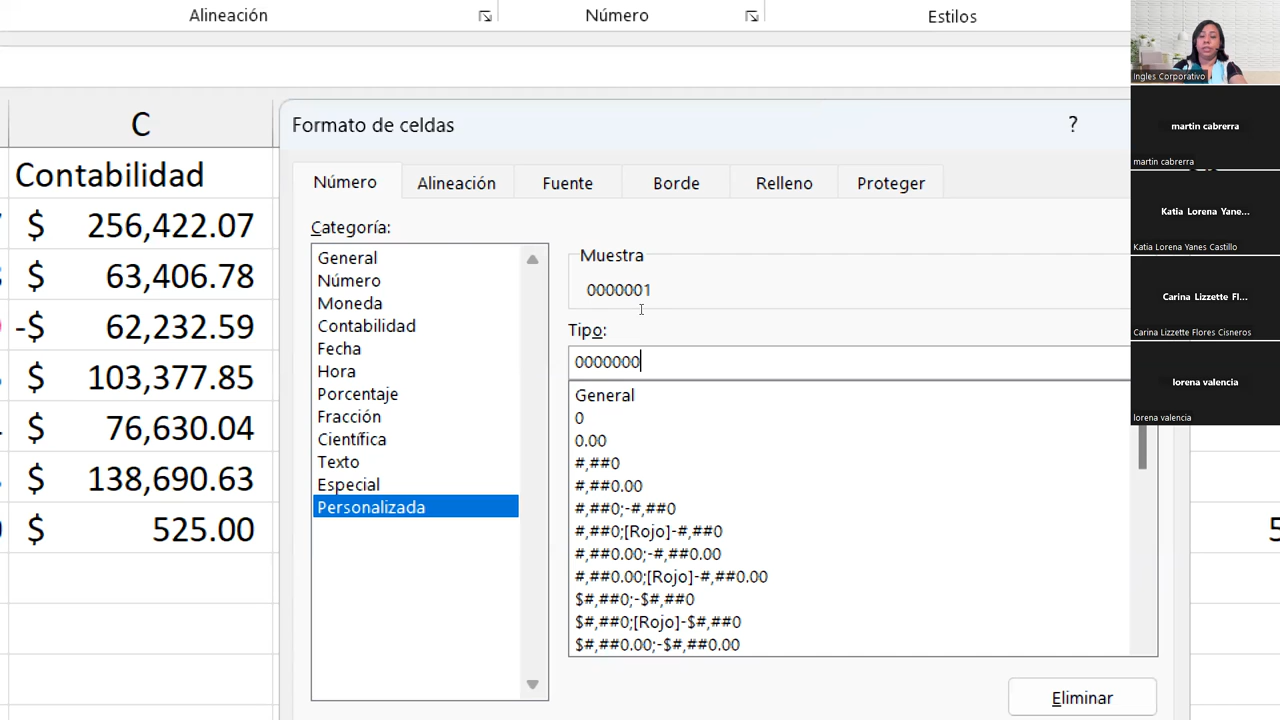 Alineación
Número
Estilos
C
Contabilidad
$ 256,422.07
$ 63,406.78
-$ 62,232.59
$ 103,377.85
$ 76,630.04
$ 138,690.63
$ 525.00
Formato de celdas
?
Número
Alineación
Fuente
Borde
Relleno
Proteger
Categoría:
General
Número
Moneda
Contabilidad
Fecha
Hora
Porcentaje
Fracción
Científica
Texto
Especial
Personalizada
Muestra
0000001
Tipo:
0000000
General
0
0.00
#,##0
#,##0.00
#,##0;-#,##0
#,##0;[Rojo]-#,##0
#,##0.00;-#,##0.00
#,##0.00;[Rojo]-#,##0.00
$#,##0;-$#,##0
$#,##0;[Rojo]-$#,##0
$#,##0.00;-$#,##0.00
Eliminar
Ingles Corporativo
martin cabrerra
martin cabrerra
Katia Lorena Yane...
Katia Lorena Yanes Castillo
Carina Lizzette Fl...
Carina Lizzette Flores Cisneros
lorena valencia
lorena valencia